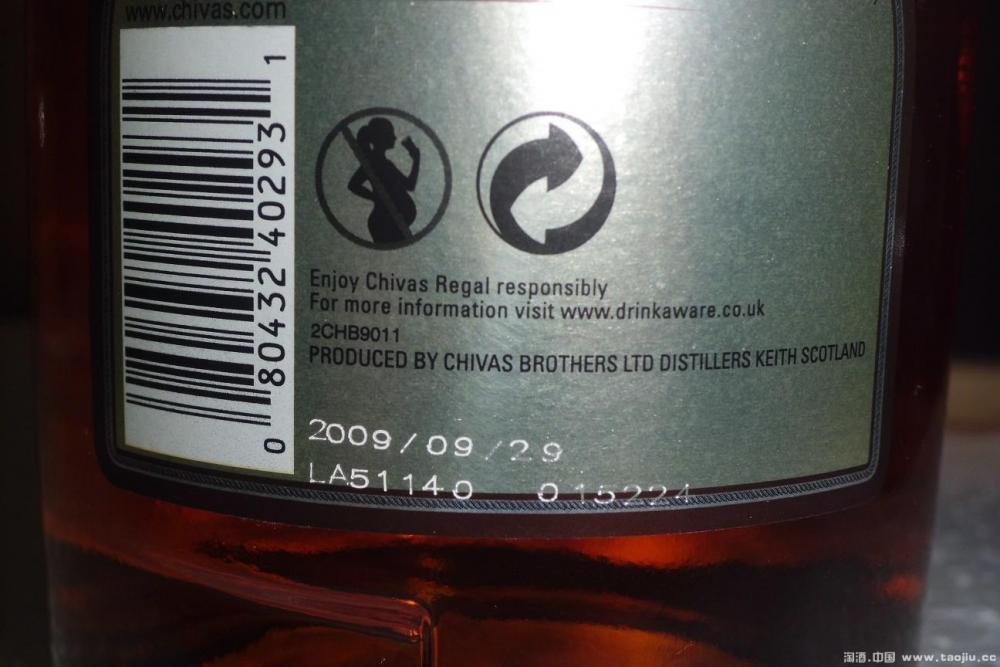 www.chivas.com
0 80432 40293 1
Enjoy Chivas Regal responsibly
For more information visit www.drinkaware.co.uk
2CHB9011
PRODUCED BY CHIVAS BROTHERS LTD DISTILLERS KEITH SCOTLAND
2009/09/29
LA51140 015224
淘酒.中国 www.taojiu.cc